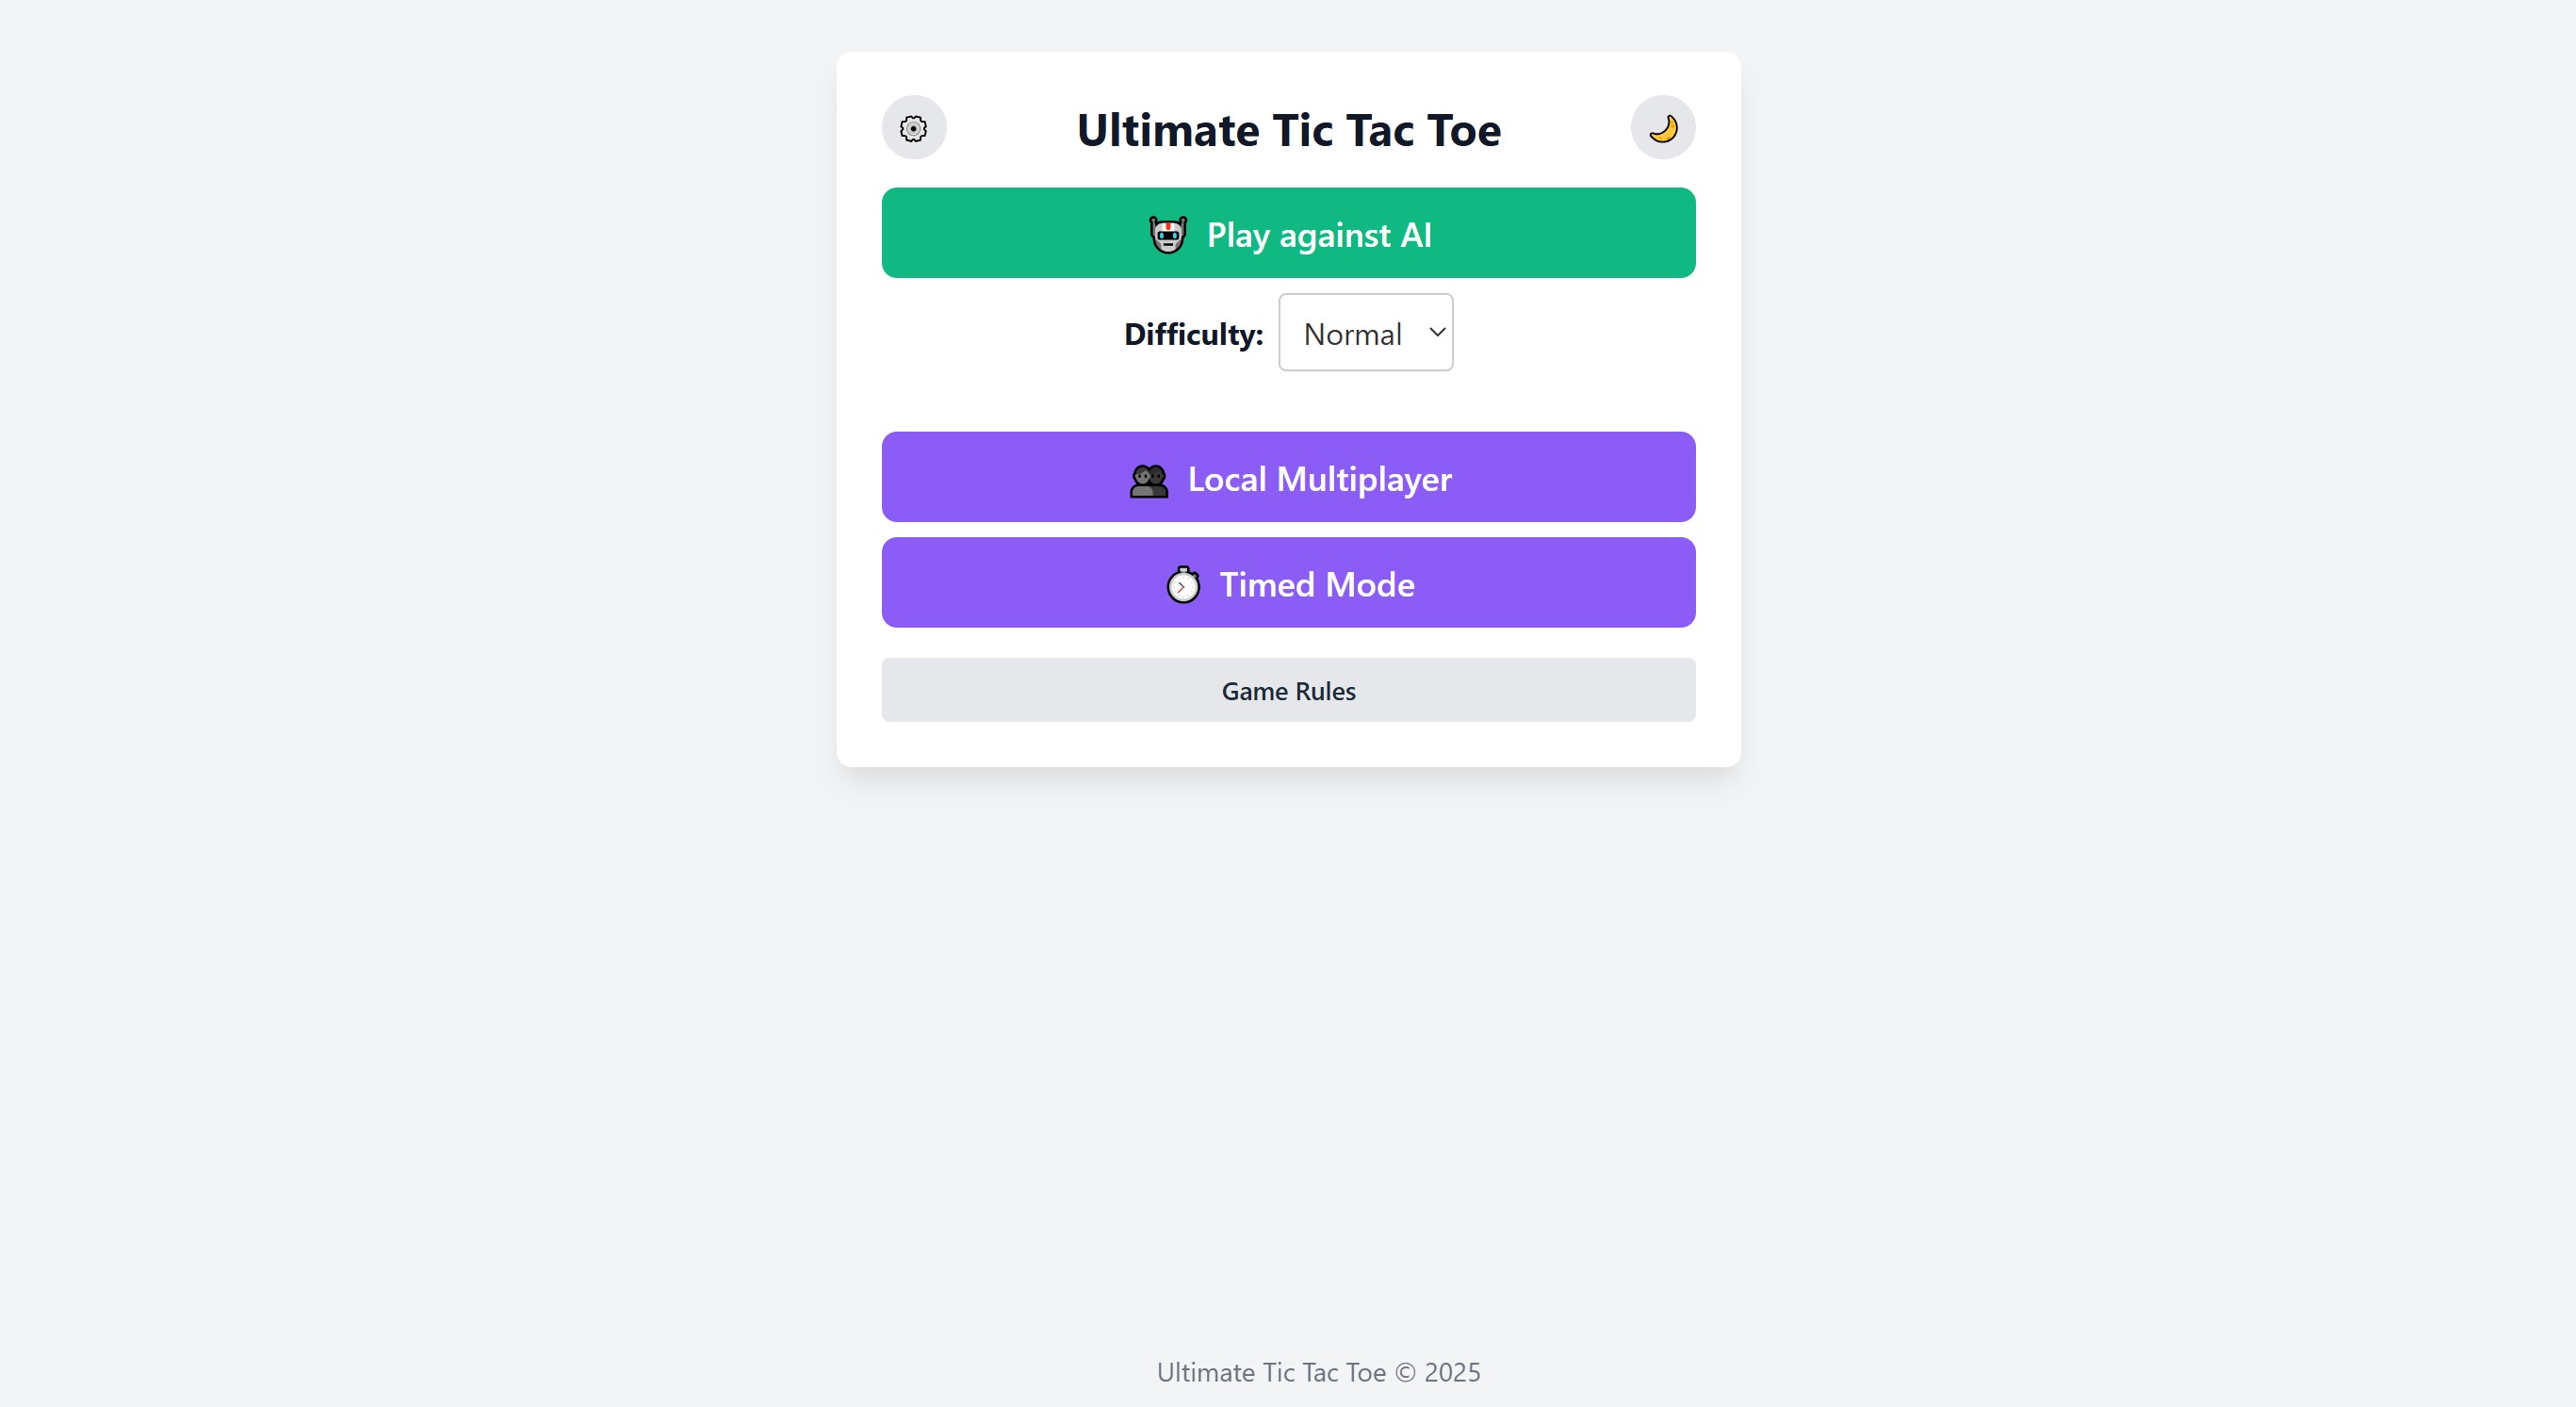 Ultimate Tic Tac Toe
Play against AI
Difficulty: Normal
Local Multiplayer
Timed Mode
Game Rules
Ultimate Tic Tac Toe © 2025